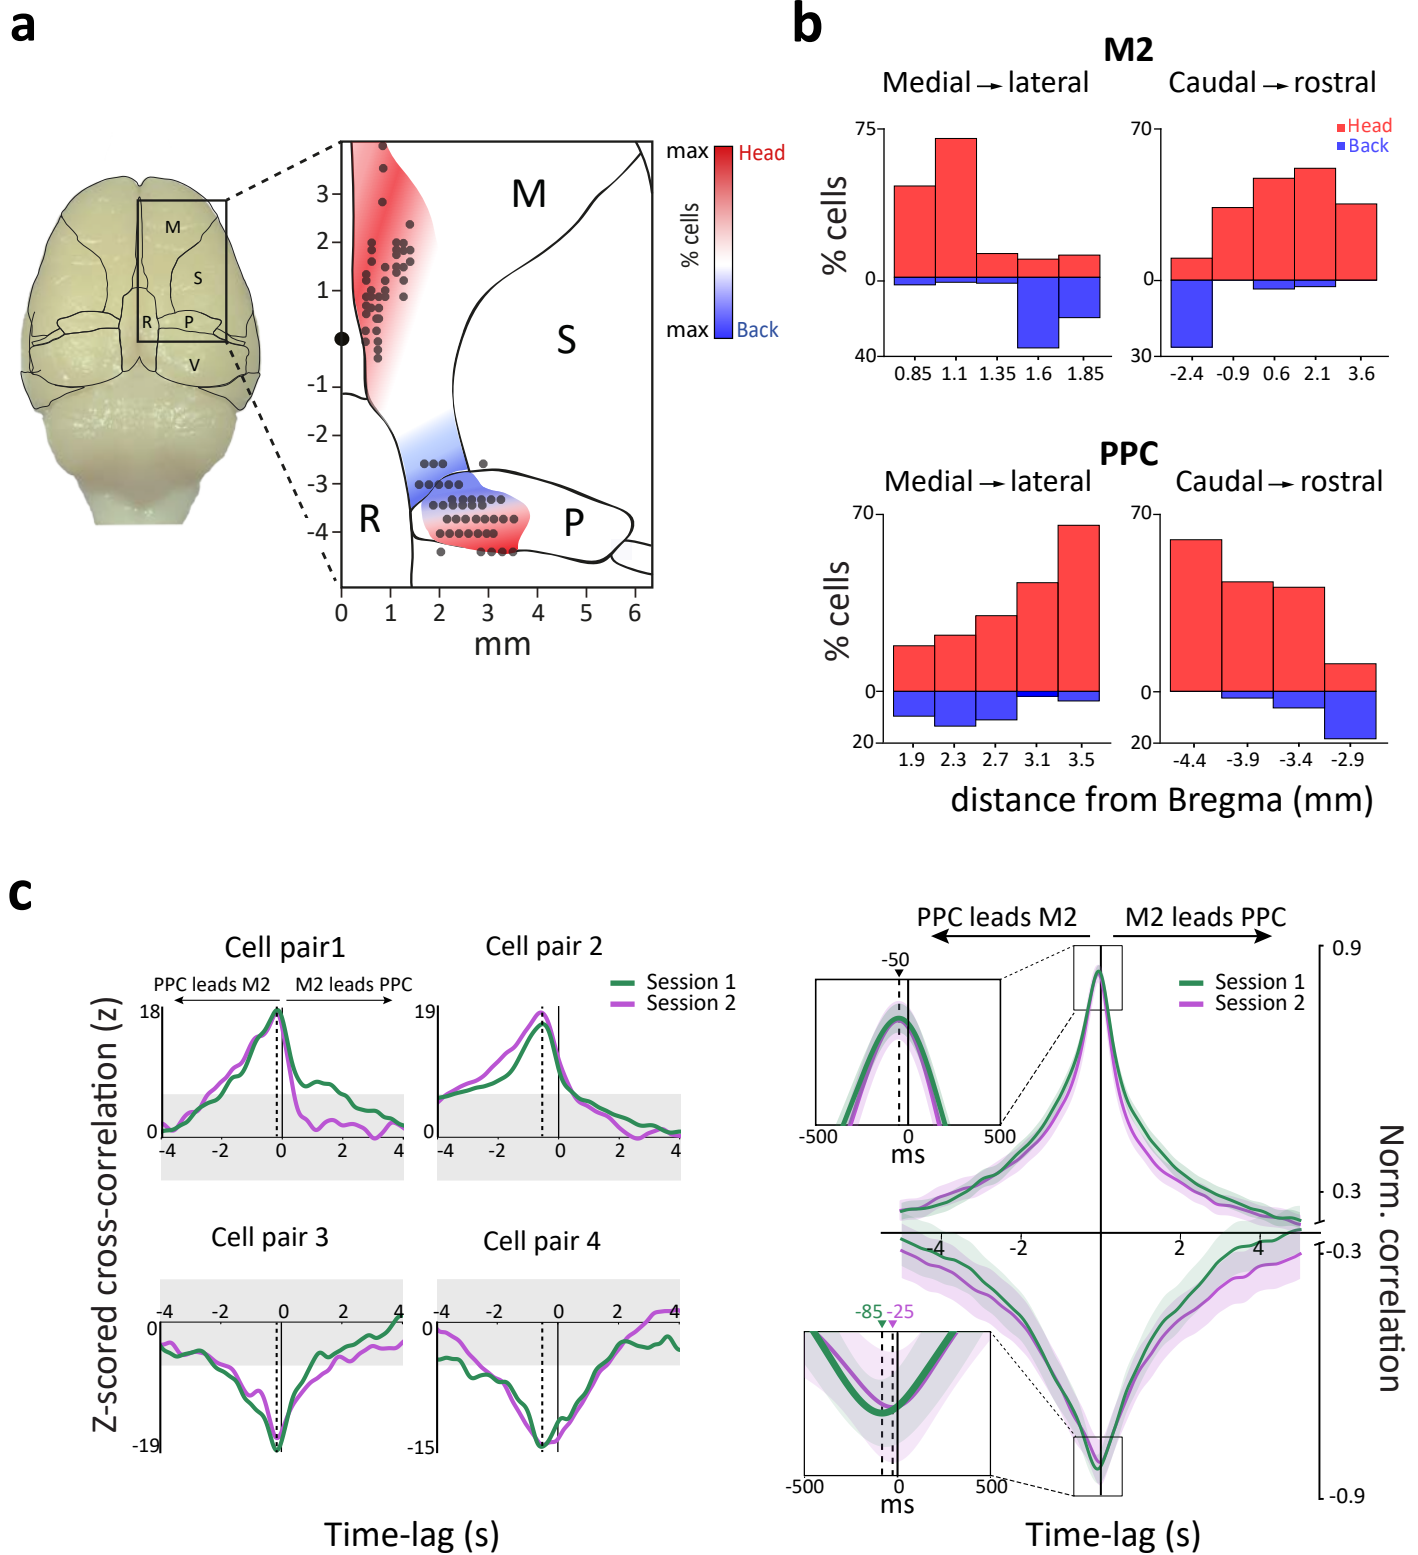 a
M
S
R
P
V
3
2
1
-1
-2
-3
-4
0
1
2
3
4
5
6
mm
M
S
R
P
max
Head
% cells
max
Back
b
M2
Medial → lateral
Caudal → rostral
Head
Back
% cells
75
0
40
0.85
1.1
1.35
1.6
1.85
70
0
30
-2.4
-0.9
0.6
2.1
3.6
PPC
Medial → lateral
Caudal → rostral
% cells
70
0
20
1.9
2.3
2.7
3.1
3.5
70
0
20
-4.4
-3.9
-3.4
-2.9
distance from Bregma (mm)
c
Z-scored cross-correlation (z)
Cell pair1
PPC leads M2
M2 leads PPC
18
0
-4
-2
0
2
4
Cell pair 2
Session 1
Session 2
19
0
-4
-2
0
2
4
Cell pair 3
-4
-2
0
2
4
0
-19
Cell pair 4
-4
-2
0
2
4
0
-15
Time-lag (s)
PPC leads M2
M2 leads PPC
Session 1
Session 2
-50
-500
0
500
ms
0.9
0.3
-0.3
-0.9
-4
-2
2
4
Norm. correlation
-85
-25
-500
0
500
ms
Time-lag (s)